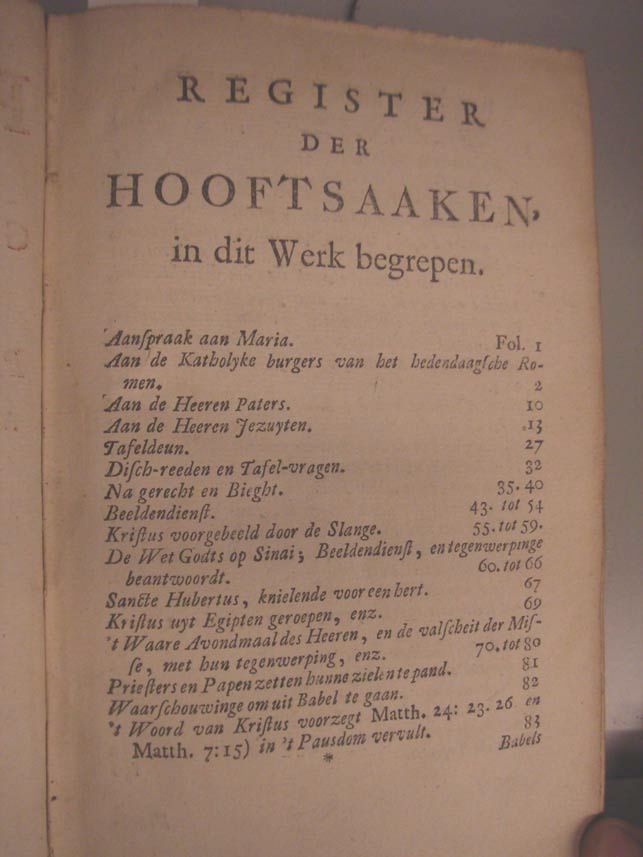 REGISTER
DER
HOOFTSAAKEN,
in dit Werk begrepen.
Aanſpraak aan Maria. Fol. 1
Aan de Katholyke burgers van het hedendaagſche Ro-
men. 2
Aan de Heeren Paters. 10
Aan de Heeren Jezuyten. 13
Tafeldeun. 27
Diſch-reeden en Tafel-vragen. 32
Na gerecht en Bieght. 35. 40
Beeldendienſt. 43. tot 54
Kriſtus voorgebeeld door de Slange. 55. tot 59.
De Wet Godts op Sinai; Beeldendienſt, en tegenwerpinge
beantwoordt. 60. tot 66
Sancte Hubertus, knielende voor een hert. 67
Kriſtus uyt Egipten geroepen, enz. 69
't Waare Avondmaal des Heeren, en de valſcheit der Miſ-
ſe, met hun tegenwerping, enz. 70. tot 80
Prieſters en Papen zetten hunne zielen te pand. 81
Waarſchouwinge om uit Babel te gaan. 82
't Woord van Kriſtus voorzegt Matth. 24: 23. 26 en
Matth. 7:15) in 't Pausdom vervult. 83
* Babels